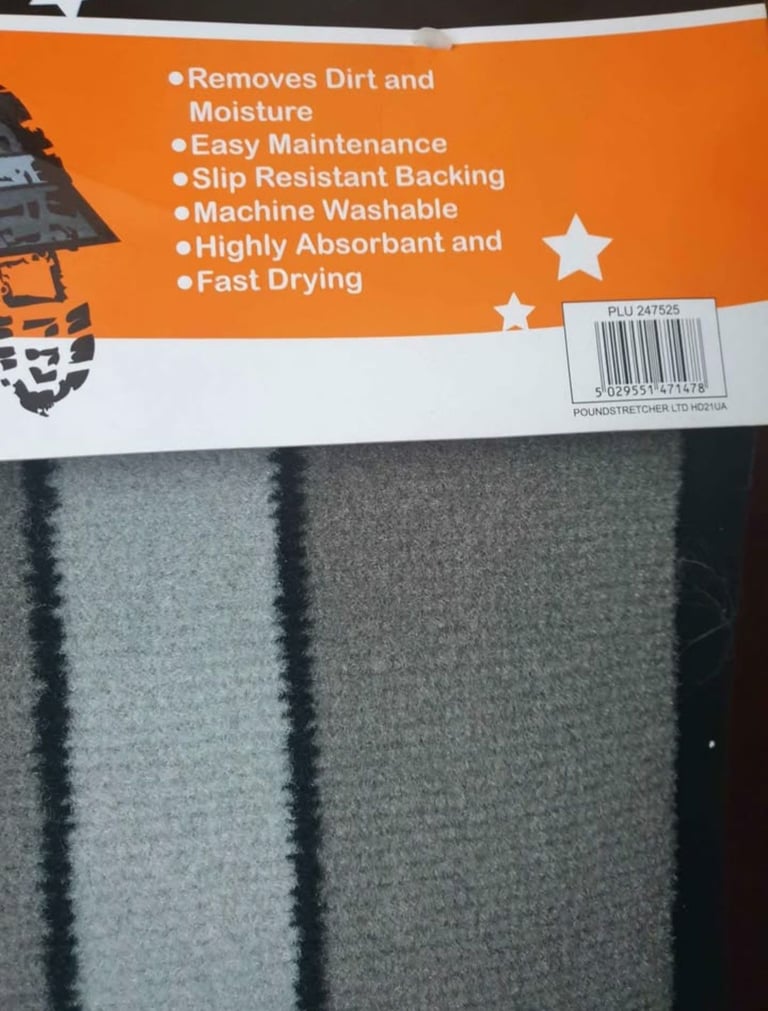 ●Removes Dirt and
Moisture
●Easy Maintenance
●Slip Resistant Backing
●Machine Washable
●Highly Absorbant and
●Fast Drying
PLU 247525
5 029551 471478
POUNDSTRETCHER LTD HD21UA